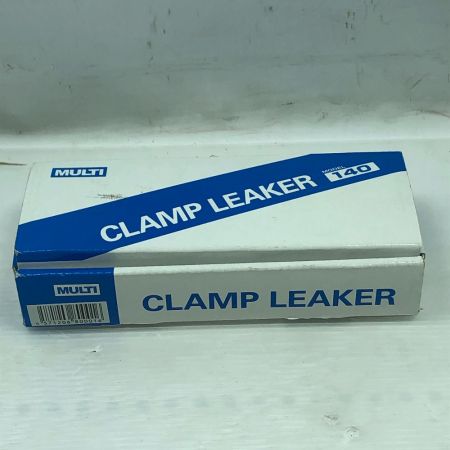 MULTI
CLAMP LEAKER MODEL 140
MULTI
CLAMP LEAKER